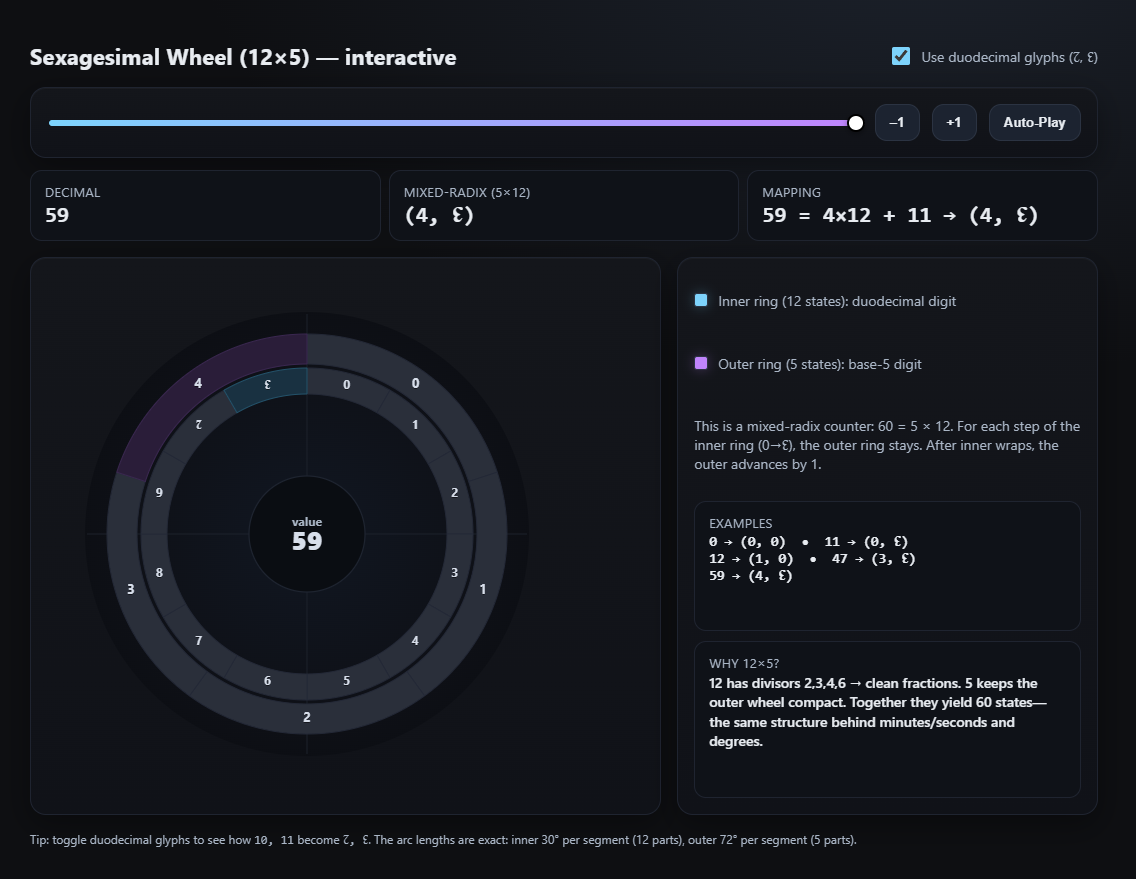 Sexagesimal Wheel (12×5) — interactive
Use duodecimal glyphs (↊, ↋)
−1
+1
Auto-Play
DECIMAL
59
MIXED-RADIX (5×12)
(4, ↋)
MAPPING
59 = 4×12 + 11 → (4, ↋)
4
↋
0
0
↊
1
9
2
value
59
8
3
3
1
7
4
6
5
2
Inner ring (12 states): duodecimal digit
Outer ring (5 states): base-5 digit
This is a mixed-radix counter: 60 = 5 × 12. For each step of the
inner ring (0→↋), the outer ring stays. After inner wraps, the
outer advances by 1.
EXAMPLES
0 → (0, 0) • 11 → (0, ↋)
12 → (1, 0) • 47 → (3, ↋)
59 → (4, ↋)
WHY 12×5?
12 has divisors 2,3,4,6 → clean fractions. 5 keeps the
outer wheel compact. Together they yield 60 states—
the same structure behind minutes/seconds and
degrees.
Tip: toggle duodecimal glyphs to see how 10, 11 become ↊, ↋. The arc lengths are exact: inner 30° per segment (12 parts), outer 72° per segment (5 parts).